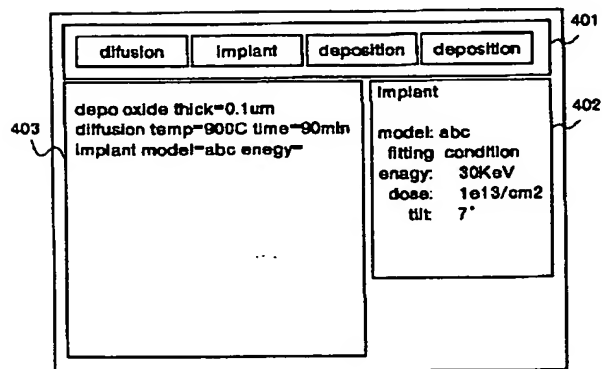 401
difusion implant deposition deposition
403
depo oxide thick=0.1um
diffusion temp=900C time=90min
implant model=abc enegy=
...
402
Implant
model: abc
fitting condition
enagy: 30KeV
dose: 1e13/cm2
tilt: 7°